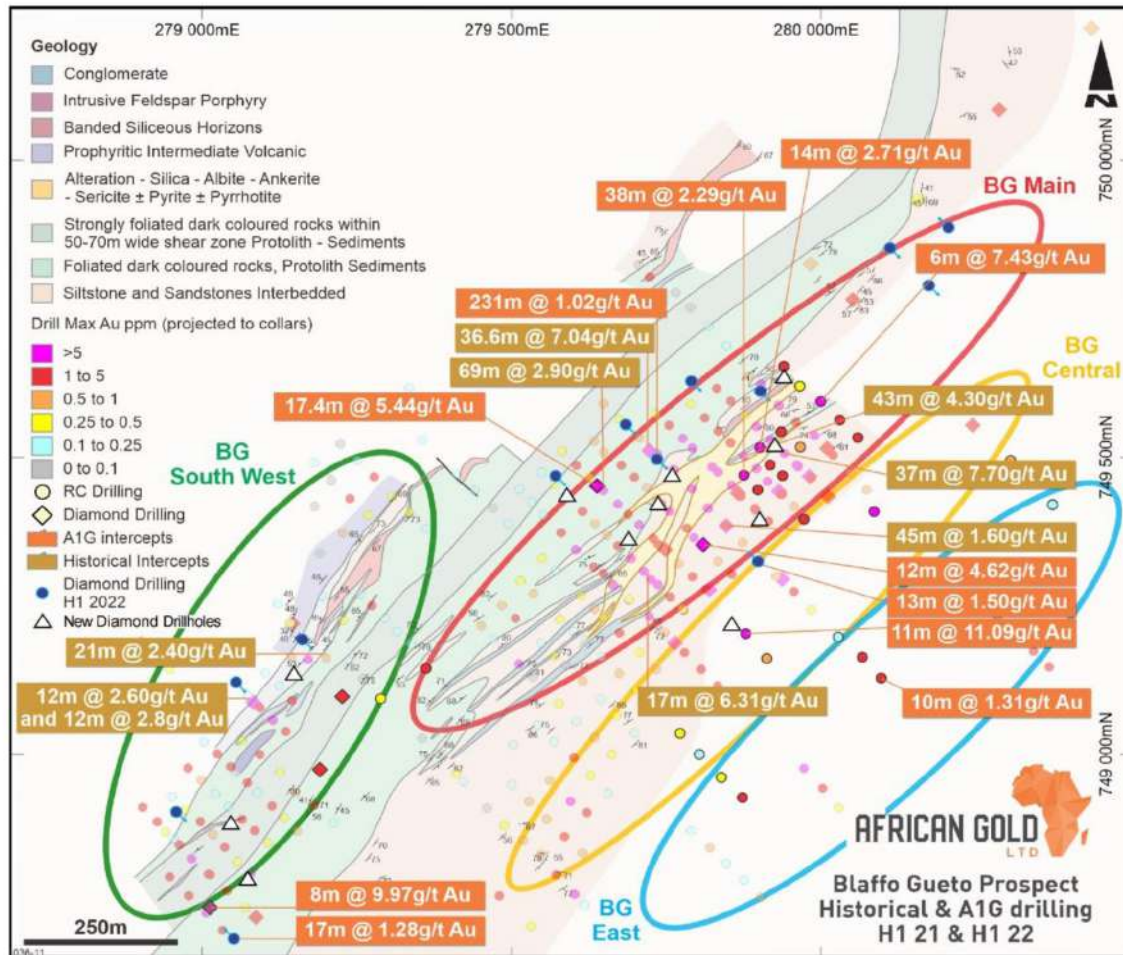 279 000mE
279 500mE
280 000mE
Geology
Conglomerate
Intrusive Feldspar Porphyry
Banded Siliceous Horizons
Prophyritic Intermediate Volcanic
Alteration - Silica - Albite - Ankerite
- Sericite ± Pyrite ± Pyrrhotite
Strongly foliated dark coloured rocks within
50-70m wide shear zone Protolith - Sediments
Foliated dark coloured rocks, Protolith Sediments
Siltstone and Sandstones Interbedded
Drill Max Au ppm (projected to collars)
>5
1 to 5
0.5 to 1
0.25 to 0.5
0.1 to 0.25
0 to 0.1
RC Drilling
Diamond Drilling
A1G intercepts
Historical Intercepts
Diamond Drilling
H1 2022
New Diamond Drillholes
N
750 000mN
749 500mN
749 000mN
14m @ 2.71g/t Au
38m @ 2.29g/t Au
BG Main
6m @ 7.43g/t Au
231m @ 1.02g/t Au
36.6m @ 7.04g/t Au
69m @ 2.90g/t Au
17.4m @ 5.44g/t Au
BG
Central
43m @ 4.30g/t Au
BG
South West
37m @ 7.70g/t Au
45m @ 1.60g/t Au
12m @ 4.62g/t Au
13m @ 1.50g/t Au
11m @ 11.09g/t Au
21m @ 2.40g/t Au
12m @ 2.60g/t Au
and 12m @ 2.8g/t Au
17m @ 6.31g/t Au
10m @ 1.31g/t Au
8m @ 9.97g/t Au
17m @ 1.28g/t Au
BG
East
250m
036-11
AFRICAN GOLD
LTD
Blaffo Gueto Prospect
Historical & A1G drilling
H1 21 & H1 22